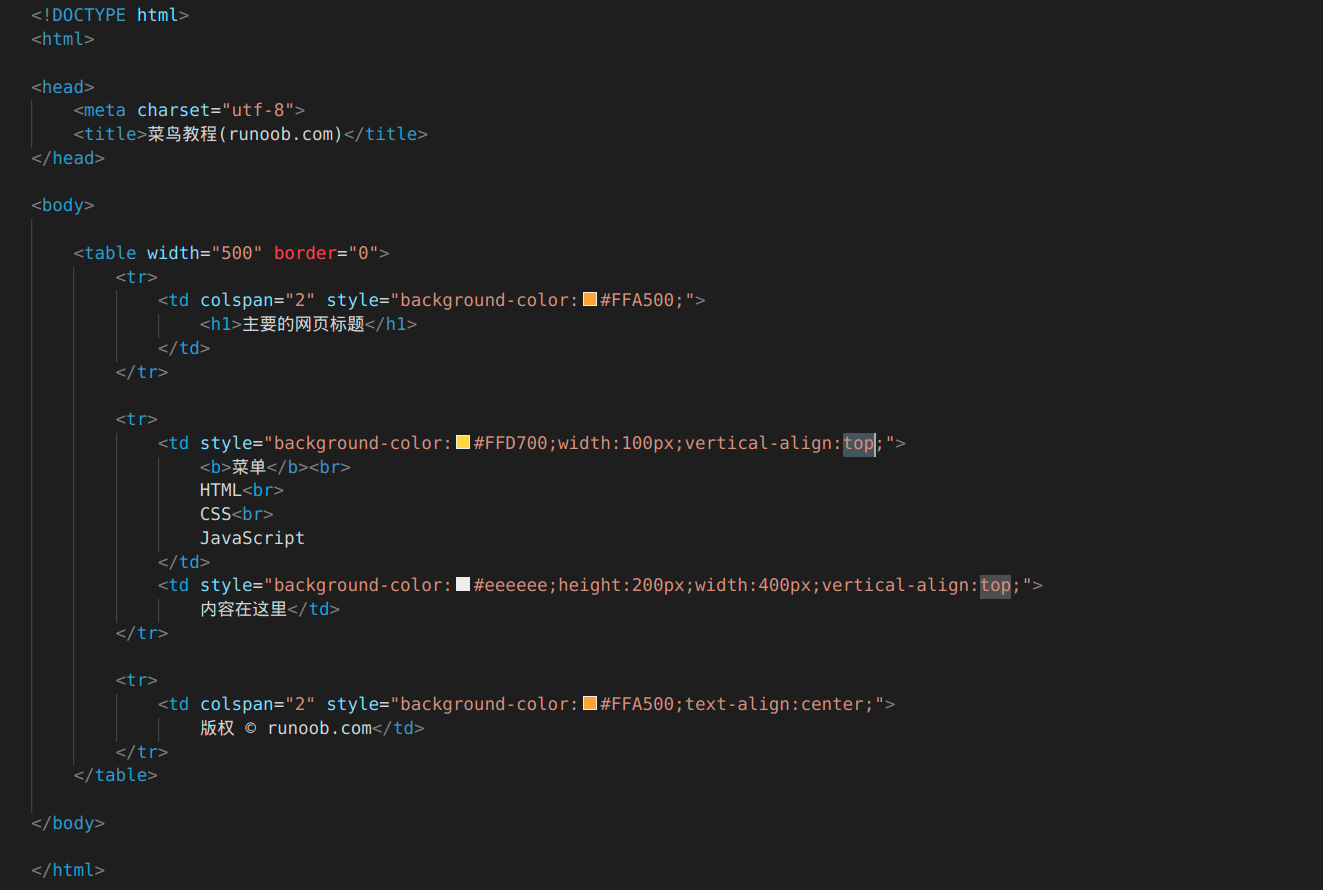 <!DOCTYPE html>
<html>
<head>
<meta charset="utf-8">
<title>菜鸟教程(runoob.com)</title>
</head>
<body>
<table width="500" border="0">
<tr>
<td colspan="2" style="background-color:#FFA500;">
<h1>主要的网页标题</h1>
</td>
</tr>
<tr>
<td style="background-color:#FFD700;width:100px;vertical-align:top;">
<b>菜单</b><br>
HTML<br>
CSS<br>
JavaScript
</td>
<td style="background-color:#eeeeee;height:200px;width:400px;vertical-align:top;">
内容在这里</td>
</tr>
<tr>
<td colspan="2" style="background-color:#FFA500;text-align:center;">
版权 © runoob.com</td>
</tr>
</table>
</body>
</html>